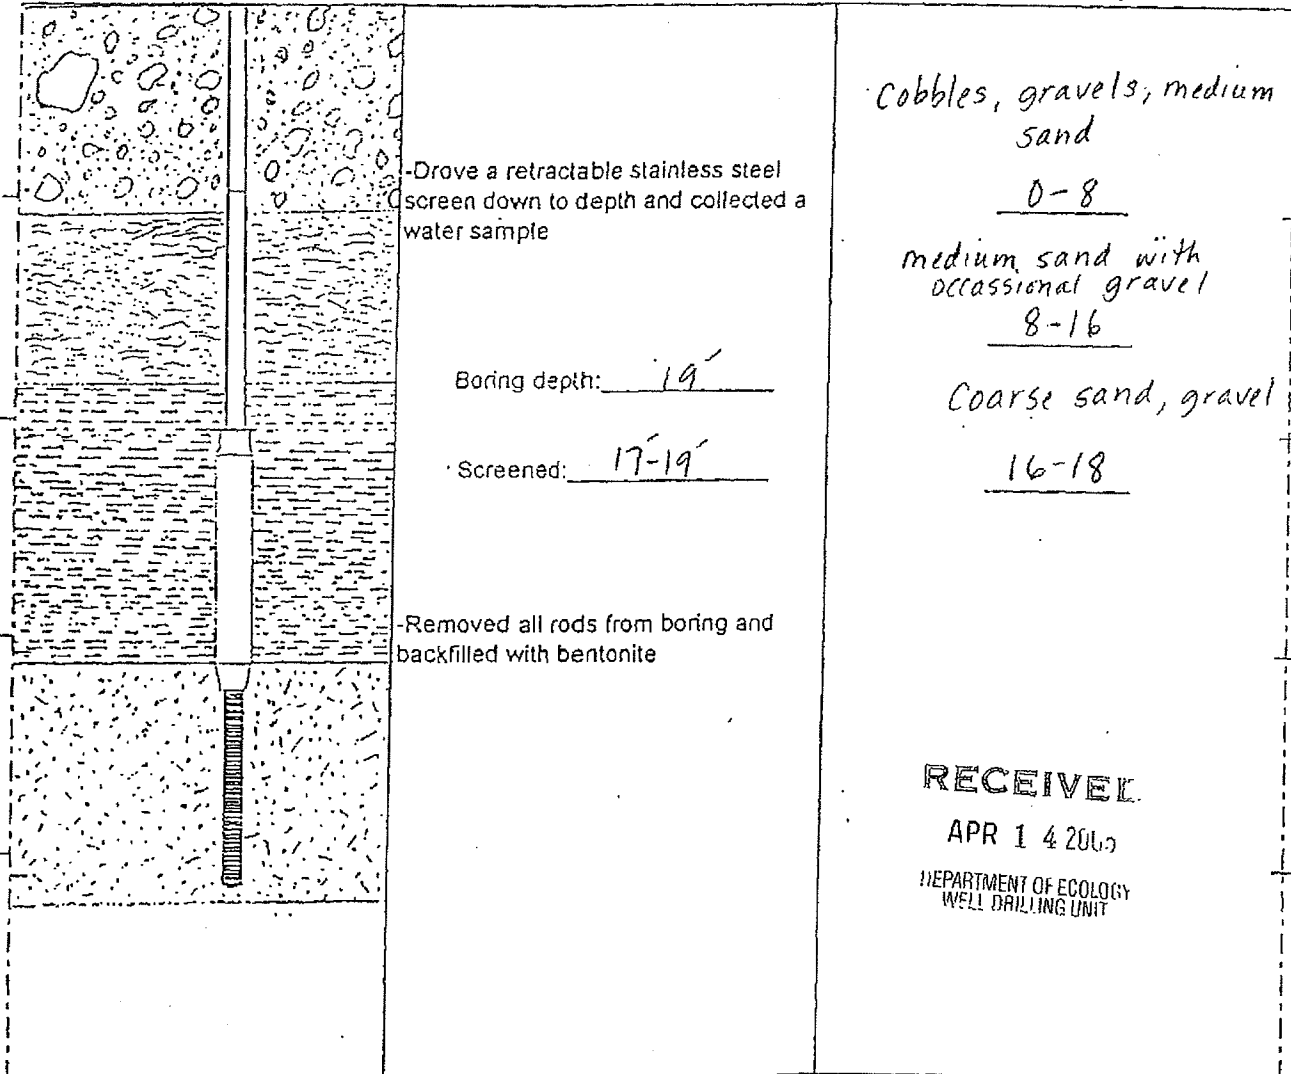 -Drove a retractable stainless steel
screen down to depth and collected a
water sample
Boring depth: 19'
Screened: 17'-19'
-Removed all rods from boring and
backfilled with bentonite
Cobbles, gravels, medium
sand
0-8
medium sand with
occassional gravel
8-16
Coarse sand, gravel
16-18
RECEIVED
APR 14
DEPARTMENT OF ECOLOGY
WELL DRILLING UNIT